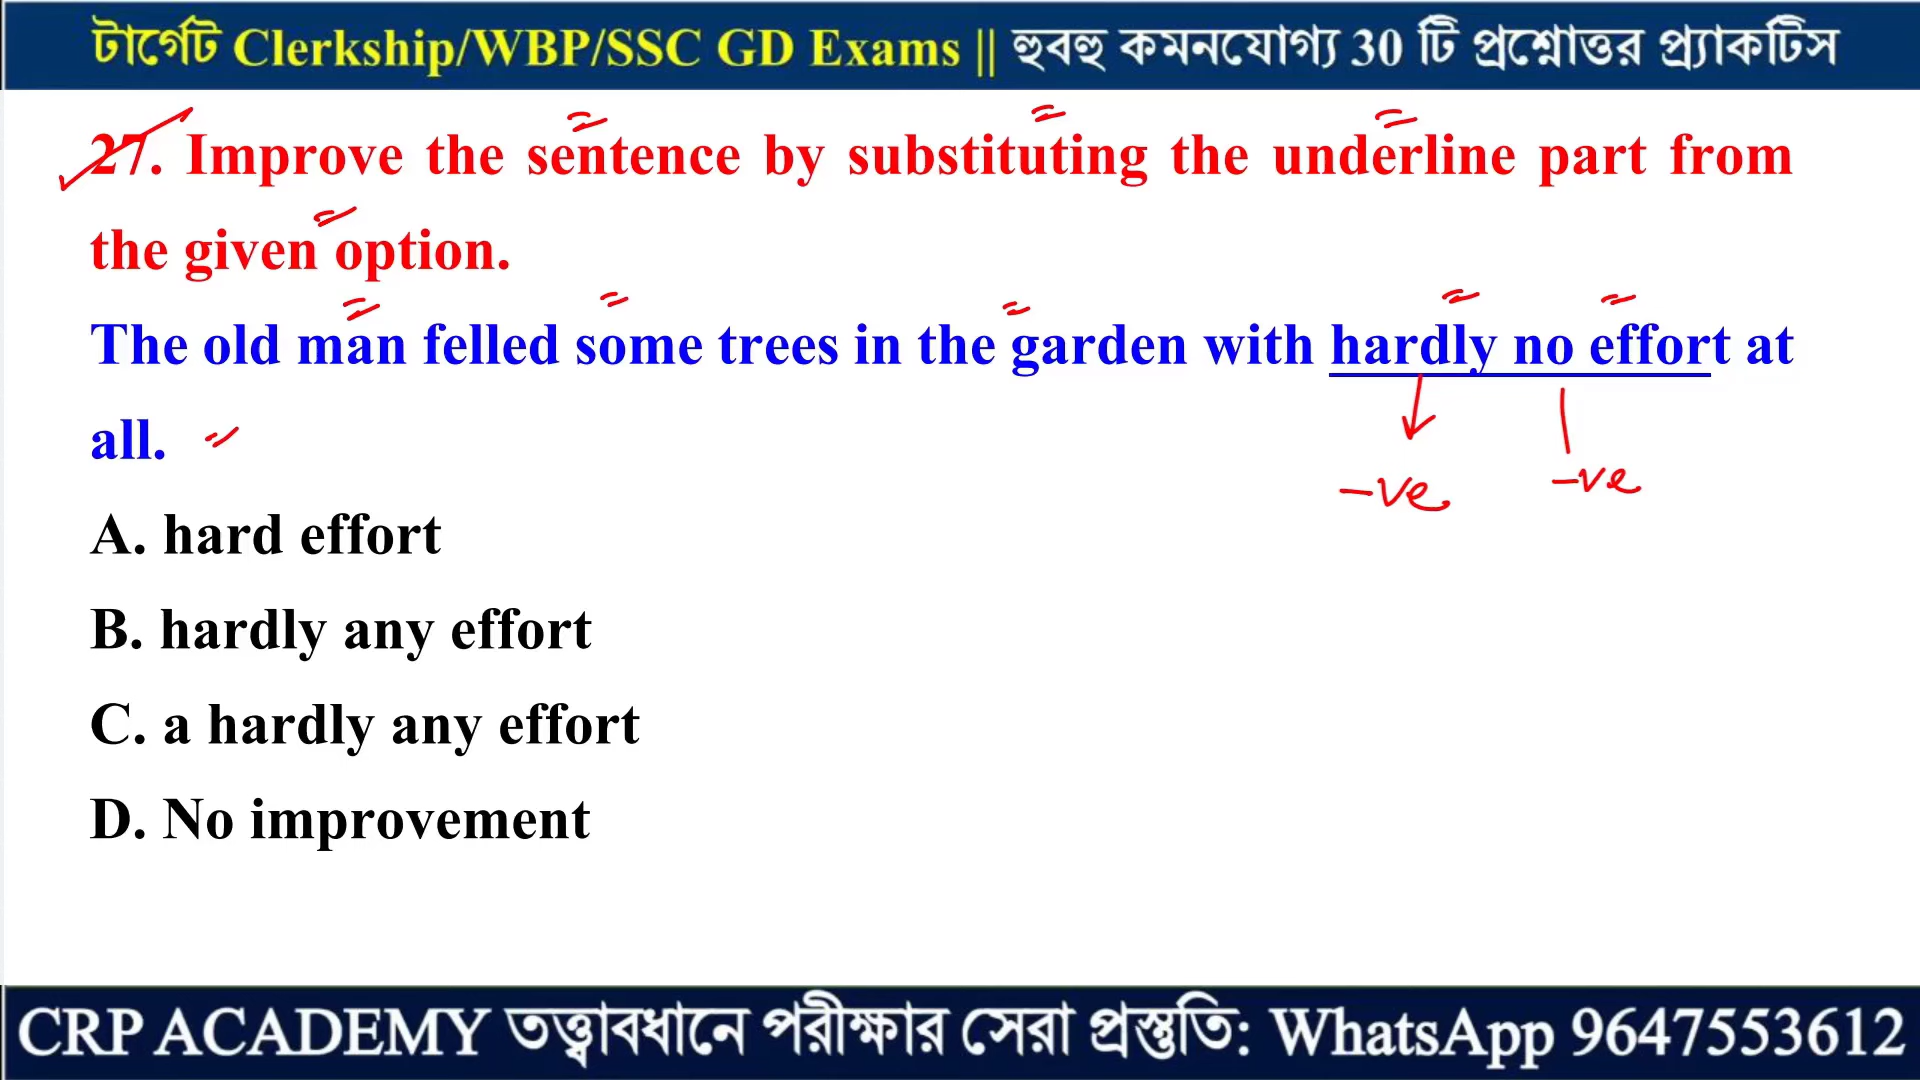 টার্গেট Clerkship/WBP/SSC GD Exams || হুবহু কমনযোগ্য 30 টি প্রশ্নোত্তর প্র্যাকটিস
27. Improve the sentence by substituting the underline part from
the given option.
The old man felled some trees in the garden with hardly no effort at
all.
-ve -ve
A. hard effort
B. hardly any effort
C. a hardly any effort
D. No improvement
CRP ACADEMY তত্ত্বাবধানে পরীক্ষার সেরা প্রস্তুতি: WhatsApp 9647553612